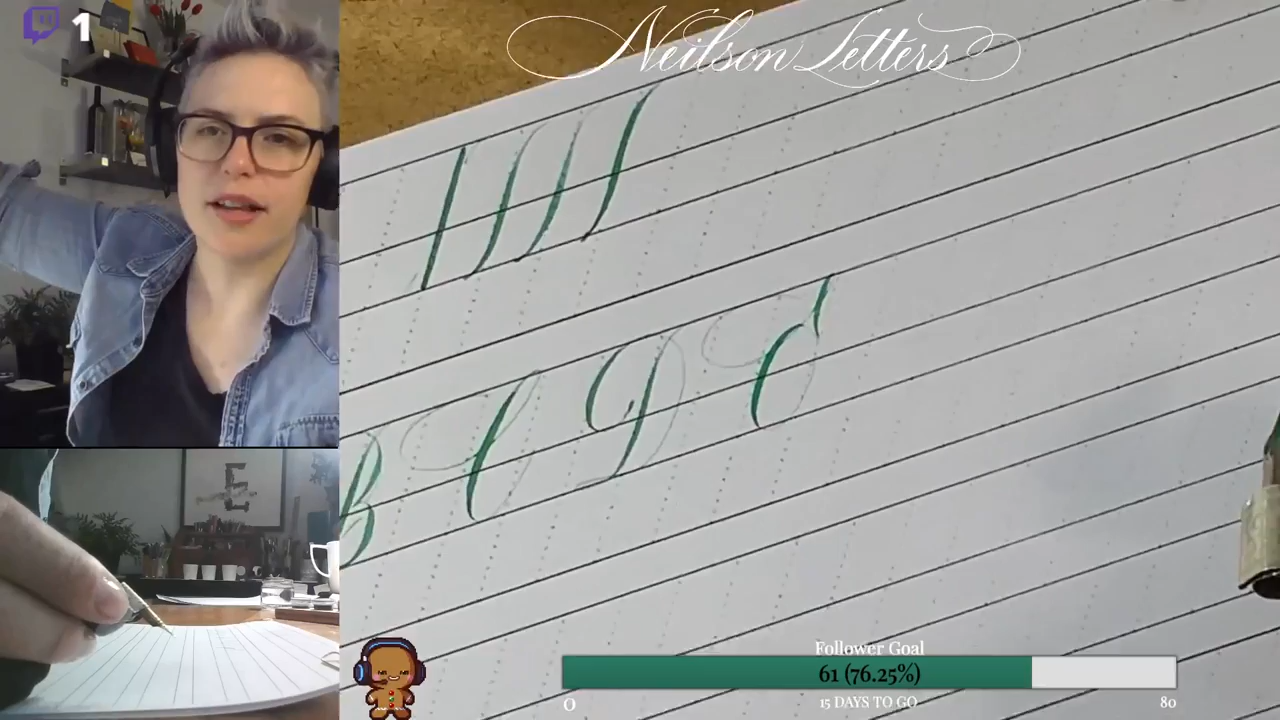 1
Neilson Letters
B C D E
Follower Goal
61 (76.25%)
0 15 DAYS TO GO 80